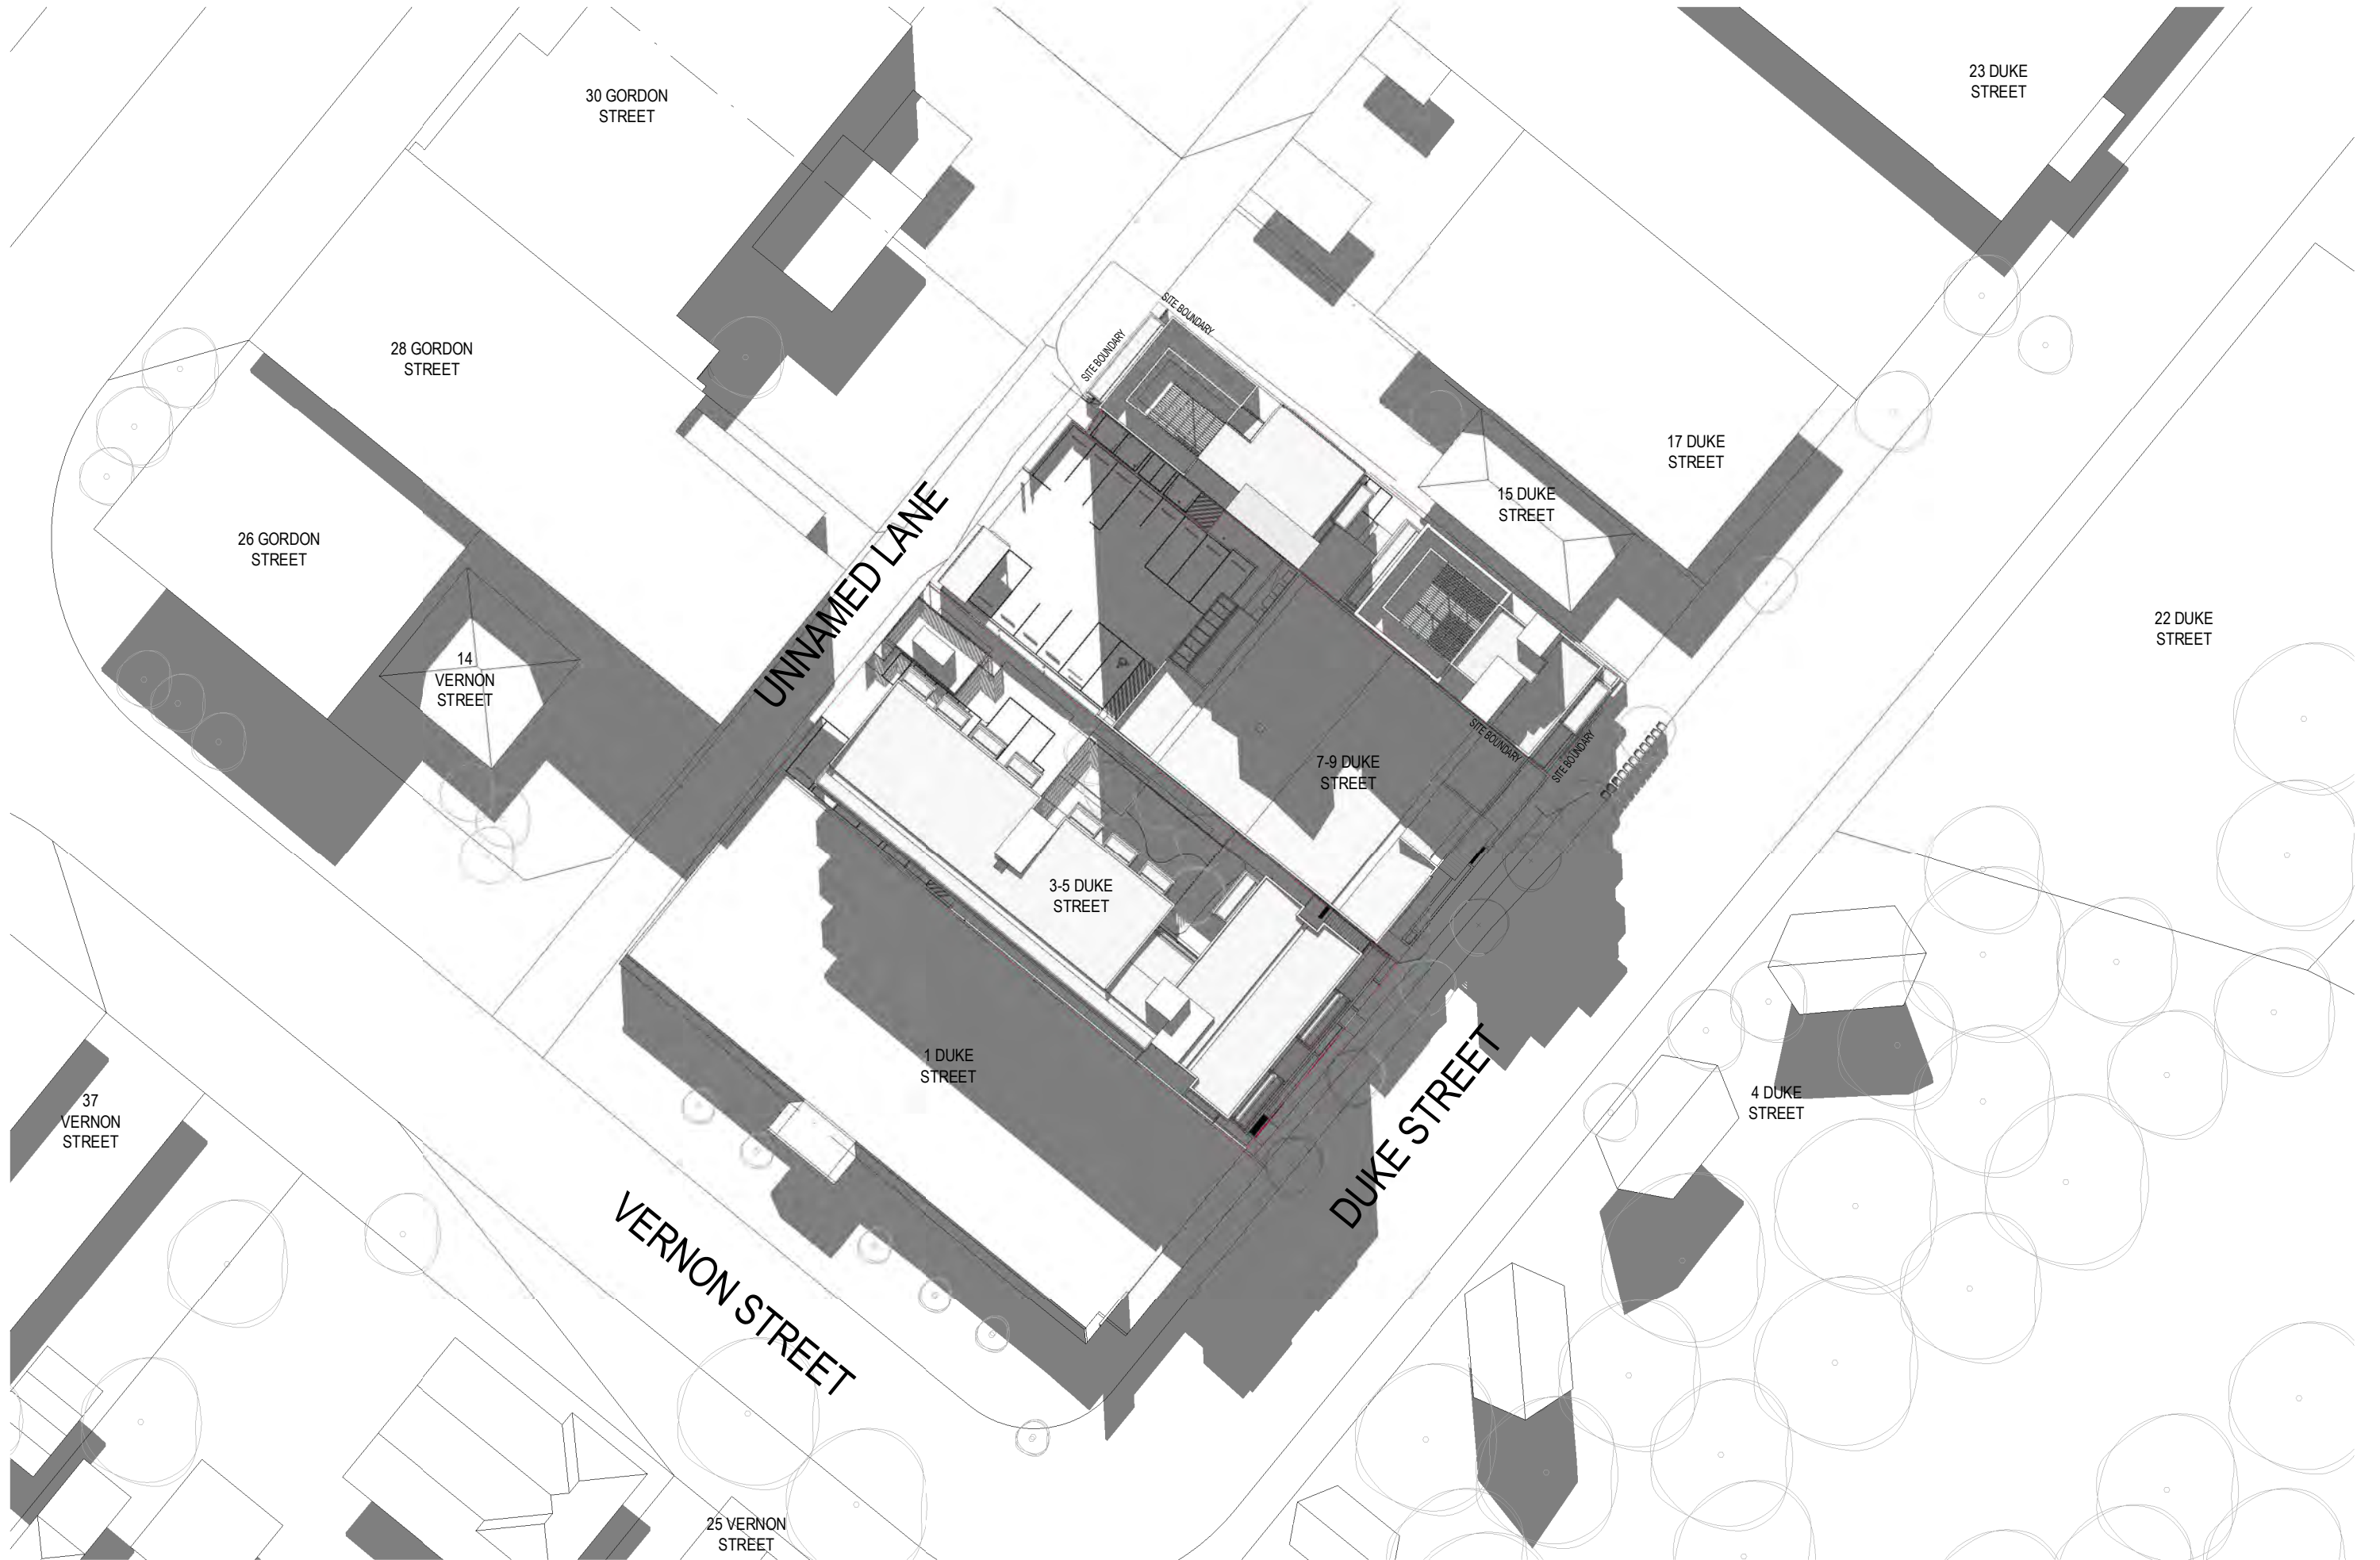 23 DUKE
STREET
30 GORDON
STREET
SITE BOUNDARY
SITE BOUNDARY
28 GORDON
STREET
17 DUKE
STREET
15 DUKE
STREET
26 GORDON
STREET
UNNAMED LANE
22 DUKE
STREET
14
VERNON
STREET
SITE BOUNDARY
SITE BOUNDARY
7-9 DUKE
STREET
3-5 DUKE
STREET
1 DUKE
STREET
DUKE STREET
4 DUKE
STREET
37
VERNON
STREET
VERNON STREET
25 VERNON
STREET